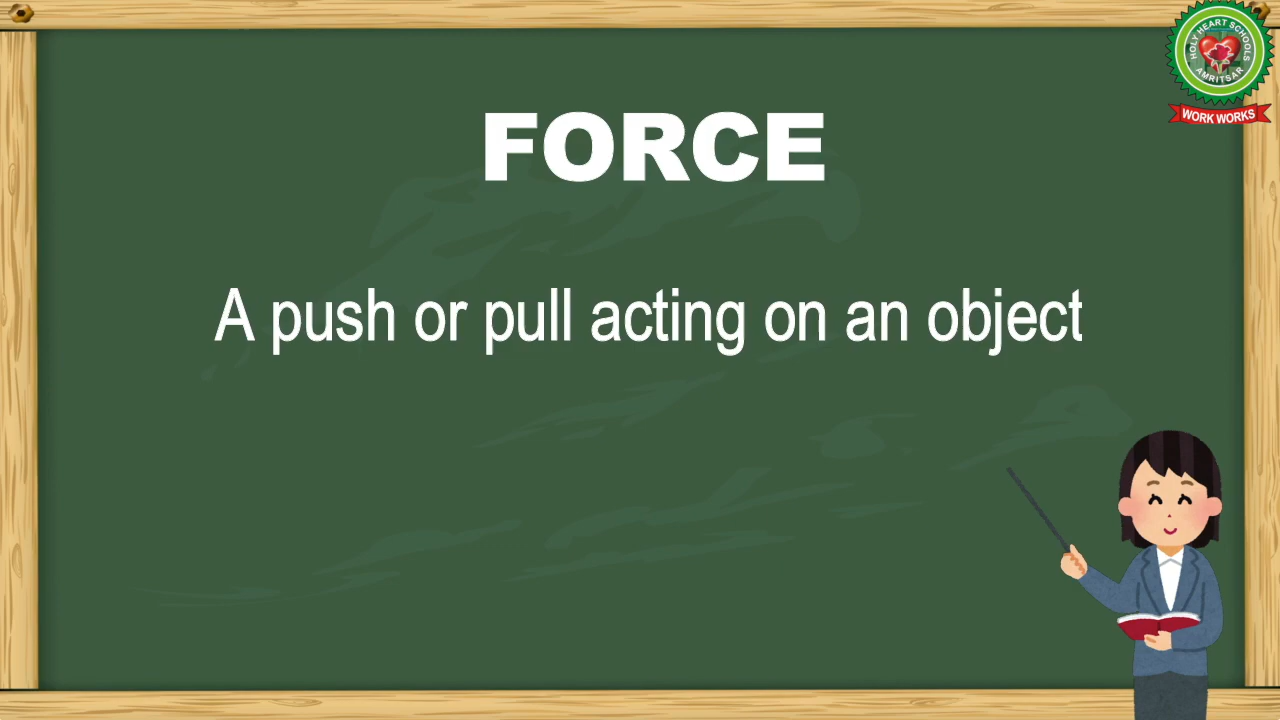 HOLY HEART SCHOOLS
AMRITSAR
WORK WORKS
FORCE
A push or pull acting on an object